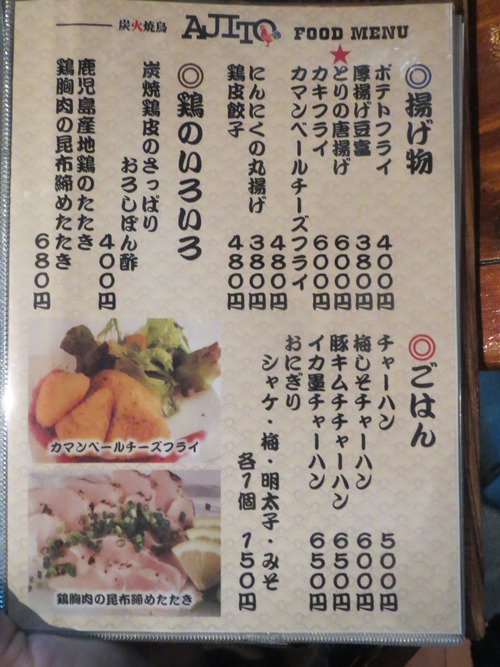 炭火焼鳥 AJITO FOOD MENU
◎揚げ物
ポテトフライ 400円
厚揚げ豆富 380円
★とりの唐揚げ 600円
カキフライ 600円
カマンベールチーズフライ
480円
にんにくの丸揚げ 380円
鶏皮餃子 480円
◎鶏のいろいろ
炭焼鶏皮のさっぱり
おろしぽん酢
400円
鹿児島産地鶏のたたき
鶏胸肉の昆布締めたたき
680円
◎ごはん
チャーハン 500円
梅しそチャーハン 600円
豚キムチチャーハン 650円
イカ墨チャーハン 650円
おにぎり
シャケ・梅・明太子・みそ
各1個 150円
カマンベールチーズフライ
鶏胸肉の昆布締めたたき